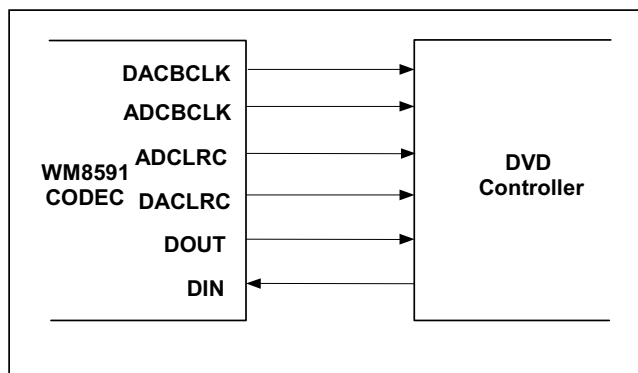 DACBCLK
ADCBCLK
ADCLRC
WM8591
CODEC
DACLRC
DOUT
DIN
DVD
Controller